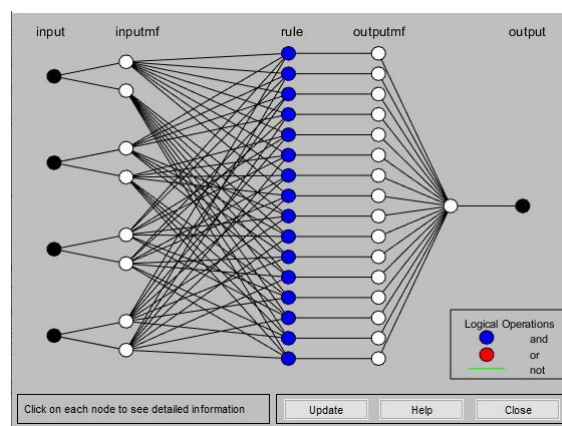 input inputmf rule outputmf output
Logical Operations
and
or
not
Click on each node to see detailed information
Update Help Close